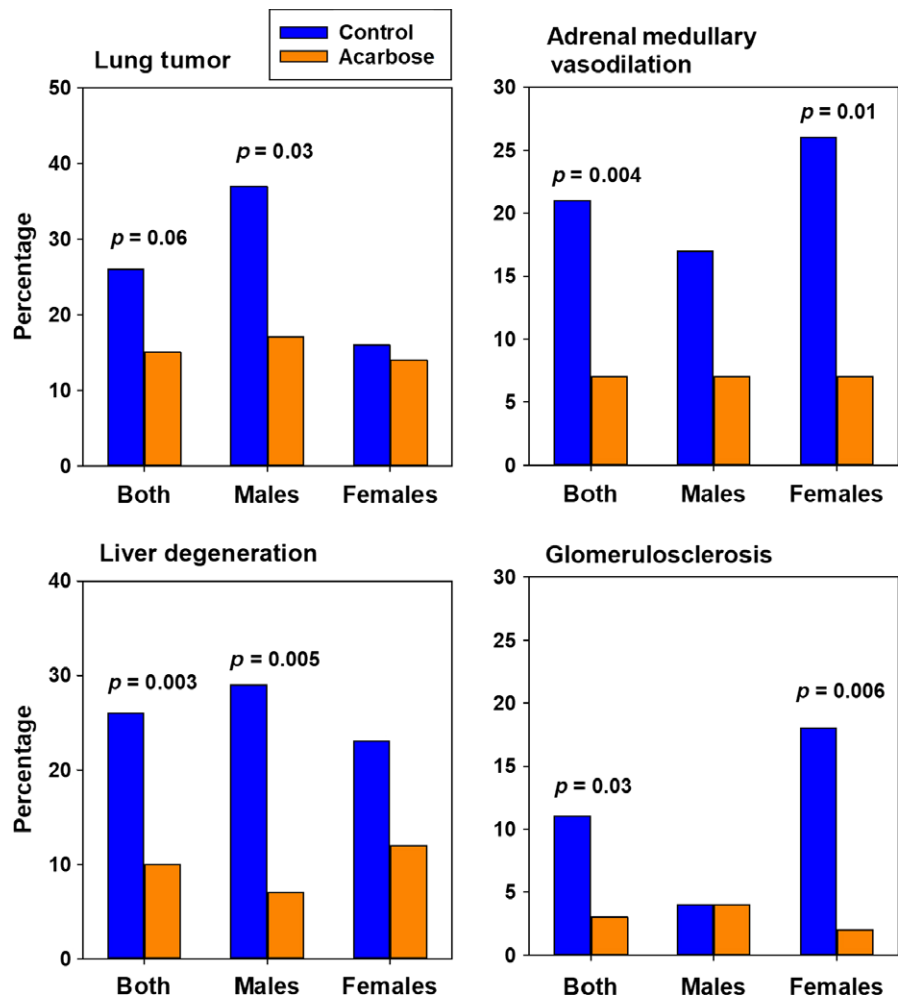 Control
Acarbose
Lung tumor
50
40
30
20
10
0
Percentage
p = 0.06
p = 0.03
Both Males Females
Adrenal medullary
vasodilation
30
25
20
15
10
5
0
p = 0.004
p = 0.01
Both Males Females
Liver degeneration
40
30
20
10
0
Percentage
p = 0.003
p = 0.005
Both Males Females
Glomerulosclerosis
30
25
20
15
10
5
0
p = 0.03
p = 0.006
Both Males Females